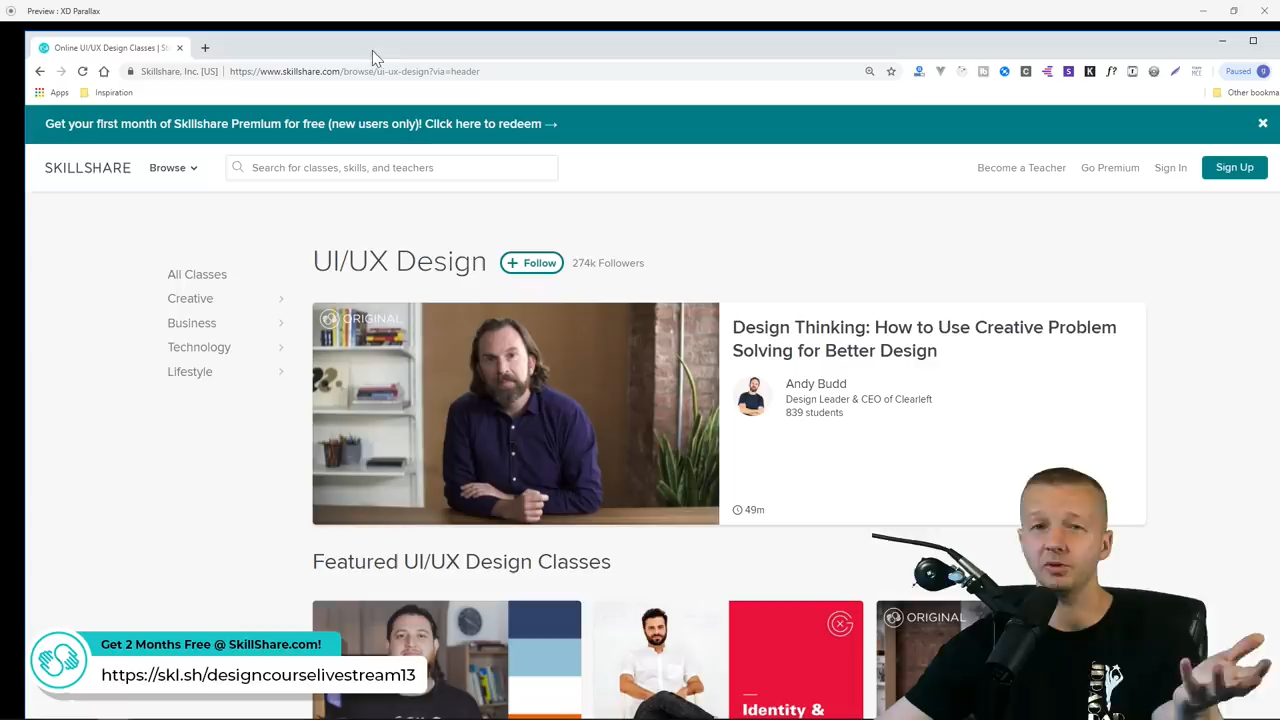 Preview : XD Parallax
Online UI/UX Design Classes | S
Skillshare, Inc. [US]
https://www.skillshare.com/browse/ui-ux-design?via=header
Paused
Apps
Inspiration
Other bookma
Get your first month of Skillshare Premium for free (new users only)! Click here to redeem →
SKILLSHARE
Browse
Search for classes, skills, and teachers
Become a Teacher
Go Premium
Sign In
Sign Up
UI/UX Design
+ Follow
274k Followers
All Classes
Creative
Business
Technology
Lifestyle
ORIGINAL
Design Thinking: How to Use Creative Problem
Solving for Better Design
Andy Budd
Design Leader & CEO of Clearleft
839 students
49m
Featured UI/UX Design Classes
ORIGINAL
Identity &
Get 2 Months Free @ SkillShare.com!
https://skl.sh/designcourselivestream13